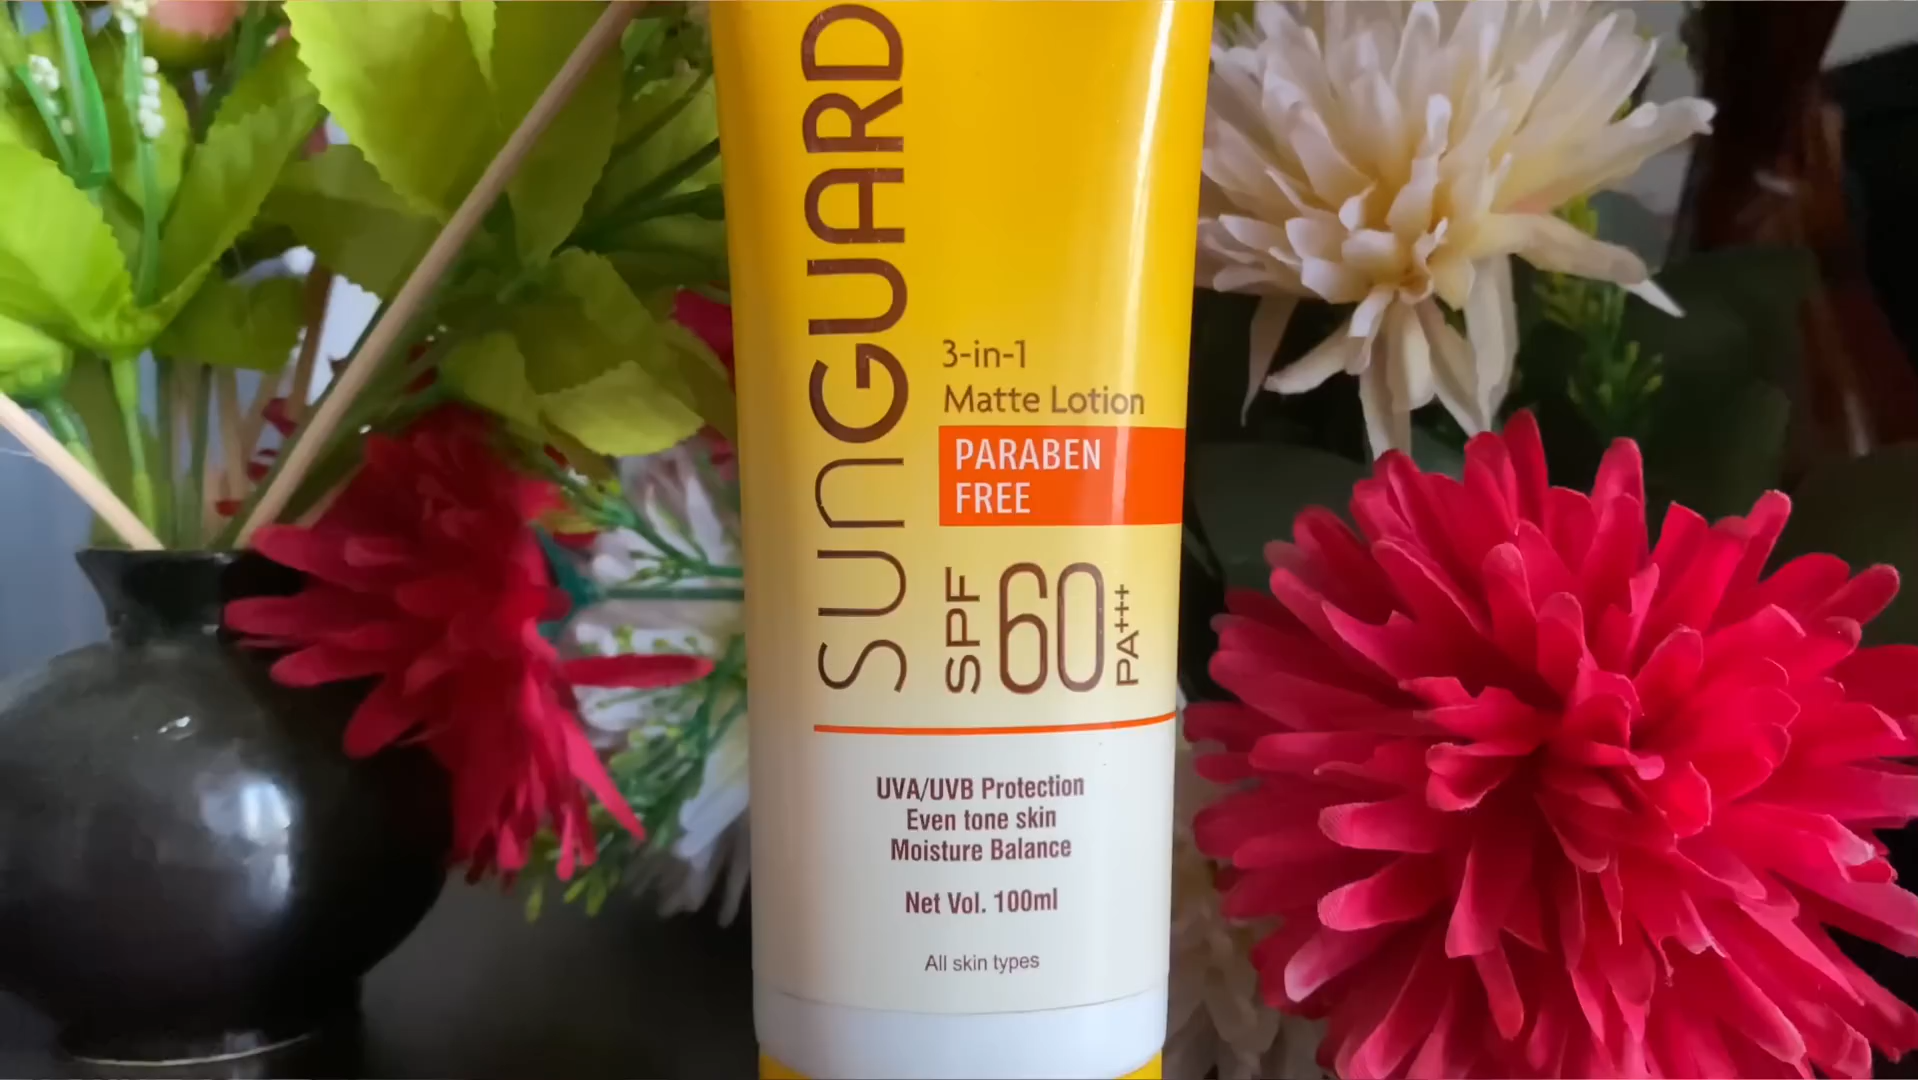 SUNGUARD
3-in-1
Matte Lotion
PARABEN
FREE
SPF 60 PA+++
UVA/UVB Protection
Even tone skin
Moisture Balance
Net Vol. 100ml
All skin types